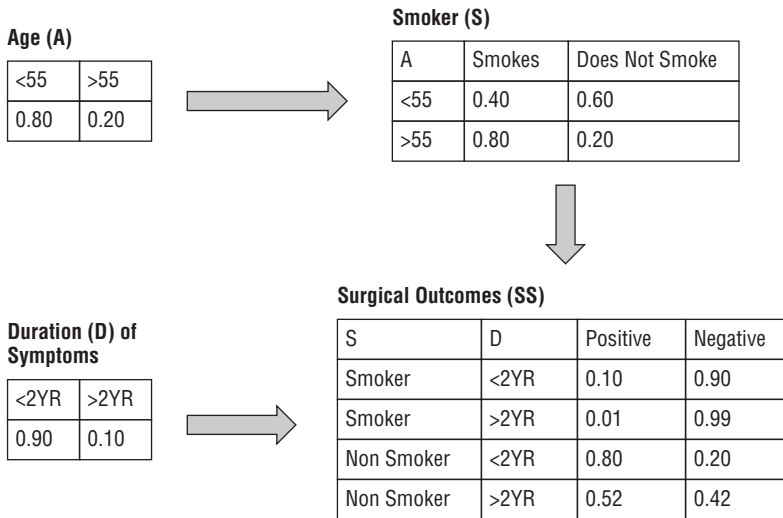 Smoker (S)
Age (A)
<55 >55
0.80 0.20
A Smokes Does Not Smoke
<55 0.40 0.60
>55 0.80 0.20
Surgical Outcomes (SS)
Duration (D) of
Symptoms
<2YR >2YR
0.90 0.10
S D Positive Negative
Smoker <2YR 0.10 0.90
Smoker >2YR 0.01 0.99
Non Smoker <2YR 0.80 0.20
Non Smoker >2YR 0.52 0.42